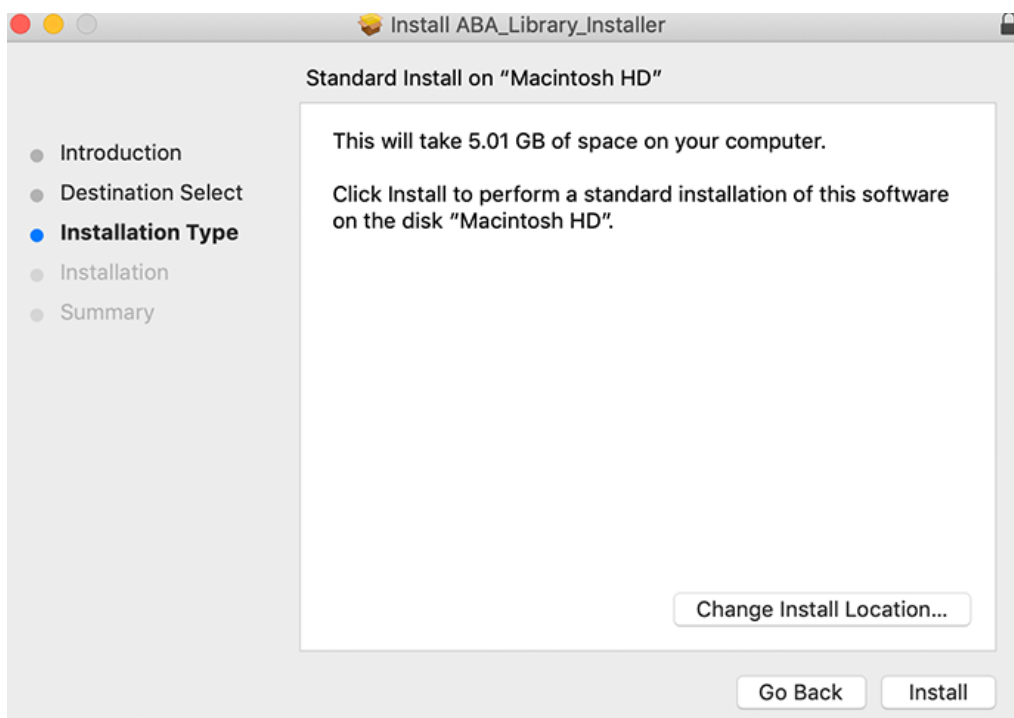 Install ABA_Library_Installer
Standard Install on “Macintosh HD”
Introduction
Destination Select
Installation Type
Installation
Summary
This will take 5.01 GB of space on your computer.
Click Install to perform a standard installation of this software
on the disk “Macintosh HD”.
Change Install Location...
Go Back
Install